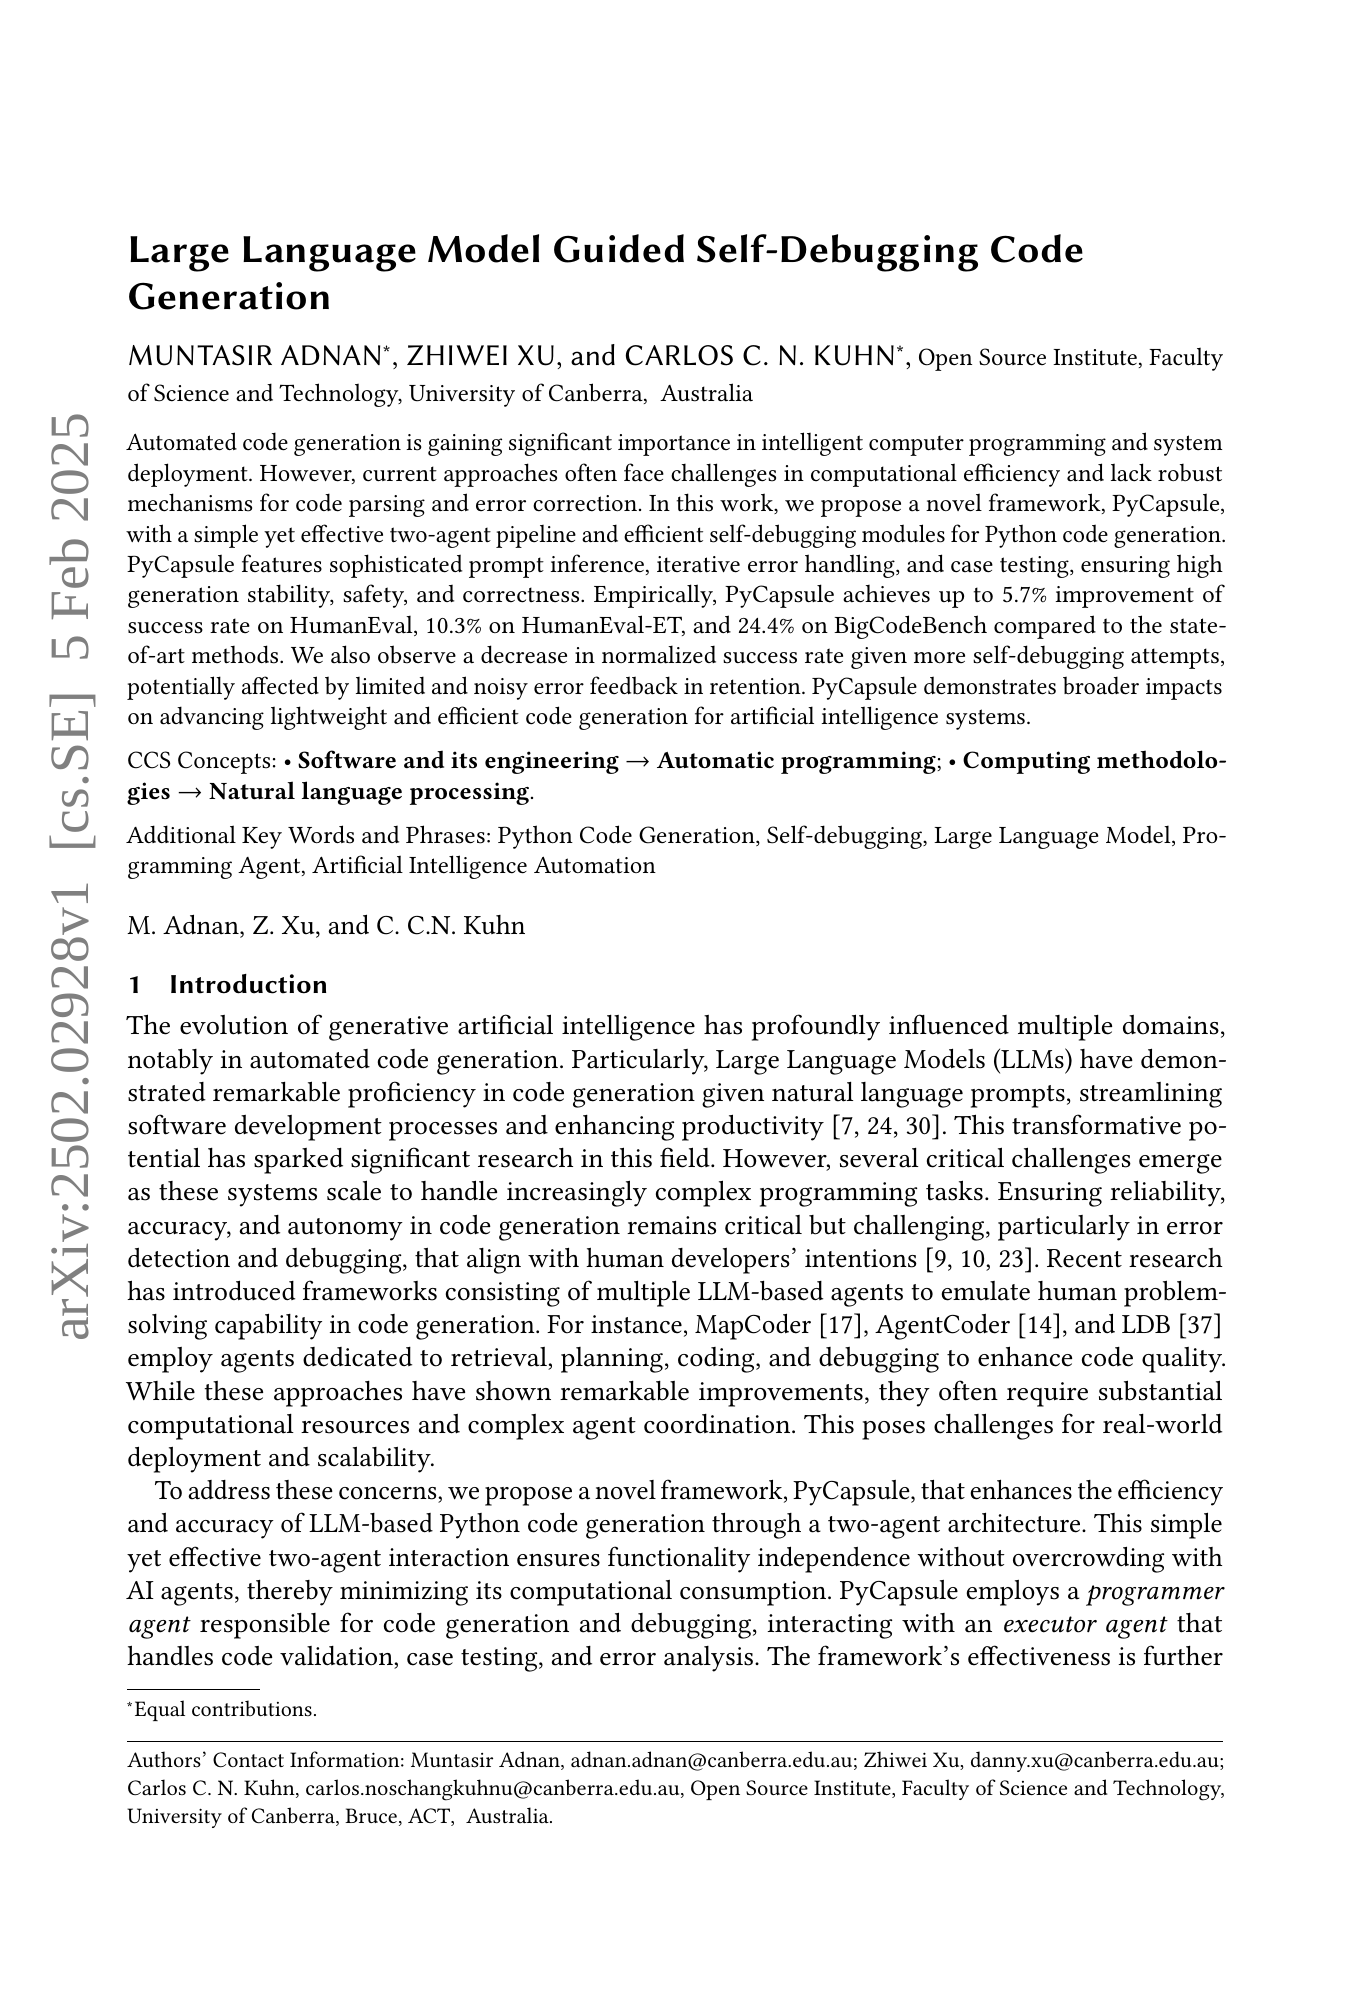 arXiv:2502.02928v1 [cs.SE] 5 Feb 2025
Large Language Model Guided Self-Debugging Code
Generation
MUNTASIR ADNAN*, ZHIWEI XU, and CARLOS C. N. KUHN*, Open Source Institute, Faculty
of Science and Technology, University of Canberra, Australia
Automated code generation is gaining significant importance in intelligent computer programming and system
deployment. However, current approaches often face challenges in computational efficiency and lack robust
mechanisms for code parsing and error correction. In this work, we propose a novel framework, PyCapsule,
with a simple yet effective two-agent pipeline and efficient self-debugging modules for Python code generation.
PyCapsule features sophisticated prompt inference, iterative error handling, and case testing, ensuring high
generation stability, safety, and correctness. Empirically, PyCapsule achieves up to 5.7% improvement of
success rate on HumanEval, 10.3% on HumanEval-ET, and 24.4% on BigCodeBench compared to the state-
of-art methods. We also observe a decrease in normalized success rate given more self-debugging attempts,
potentially affected by limited and noisy error feedback in retention. PyCapsule demonstrates broader impacts
on advancing lightweight and efficient code generation for artificial intelligence systems.
CCS Concepts: • Software and its engineering → Automatic programming; • Computing methodolo-
gies → Natural language processing.
Additional Key Words and Phrases: Python Code Generation, Self-debugging, Large Language Model, Pro-
gramming Agent, Artificial Intelligence Automation
M. Adnan, Z. Xu, and C. C.N. Kuhn
1 Introduction
The evolution of generative artificial intelligence has profoundly influenced multiple domains,
notably in automated code generation. Particularly, Large Language Models (LLMs) have demon-
strated remarkable proficiency in code generation given natural language prompts, streamlining
software development processes and enhancing productivity [7, 24, 30]. This transformative po-
tential has sparked significant research in this field. However, several critical challenges emerge
as these systems scale to handle increasingly complex programming tasks. Ensuring reliability,
accuracy, and autonomy in code generation remains critical but challenging, particularly in error
detection and debugging, that align with human developers' intentions [9, 10, 23]. Recent research
has introduced frameworks consisting of multiple LLM-based agents to emulate human problem-
solving capability in code generation. For instance, MapCoder [17], AgentCoder [14], and LDB [37]
employ agents dedicated to retrieval, planning, coding, and debugging to enhance code quality.
While these approaches have shown remarkable improvements, they often require substantial
computational resources and complex agent coordination. This poses challenges for real-world
deployment and scalability.
To address these concerns, we propose a novel framework, PyCapsule, that enhances the efficiency
and accuracy of LLM-based Python code generation through a two-agent architecture. This simple
yet effective two-agent interaction ensures functionality independence without overcrowding with
AI agents, thereby minimizing its computational consumption. PyCapsule employs a programmer
agent responsible for code generation and debugging, interacting with an executor agent that
handles code validation, case testing, and error analysis. The framework's effectiveness is further
*Equal contributions.
Authors' Contact Information: Muntasir Adnan, adnan.adnan@canberra.edu.au; Zhiwei Xu, danny.xu@canberra.edu.au;
Carlos C. N. Kuhn, carlos.noschangkuhnu@canberra.edu.au, Open Source Institute, Faculty of Science and Technology,
University of Canberra, Bruce, ACT, Australia.